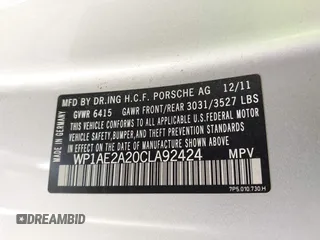 MFD BY DR.ING H.C.F. PORSCHE AG 12/11
GVWR 6415 GAWR FRONT/REAR 3031/3527 LBS
THIS VEHICLE CONFORMS TO ALL APPLICABLE
U.S.FEDERAL MOTOR VEHICLE
SAFETY,BUMPER,AND THEFT PREVENTION STANDARDS
IN EFFECT ON THE DATE OF MANUFACTURE SHOWN ABOVE
WP1AE2A20CLA92424 MPV
MADE IN GERMANY
7P5.010.730.H
DREAMBID